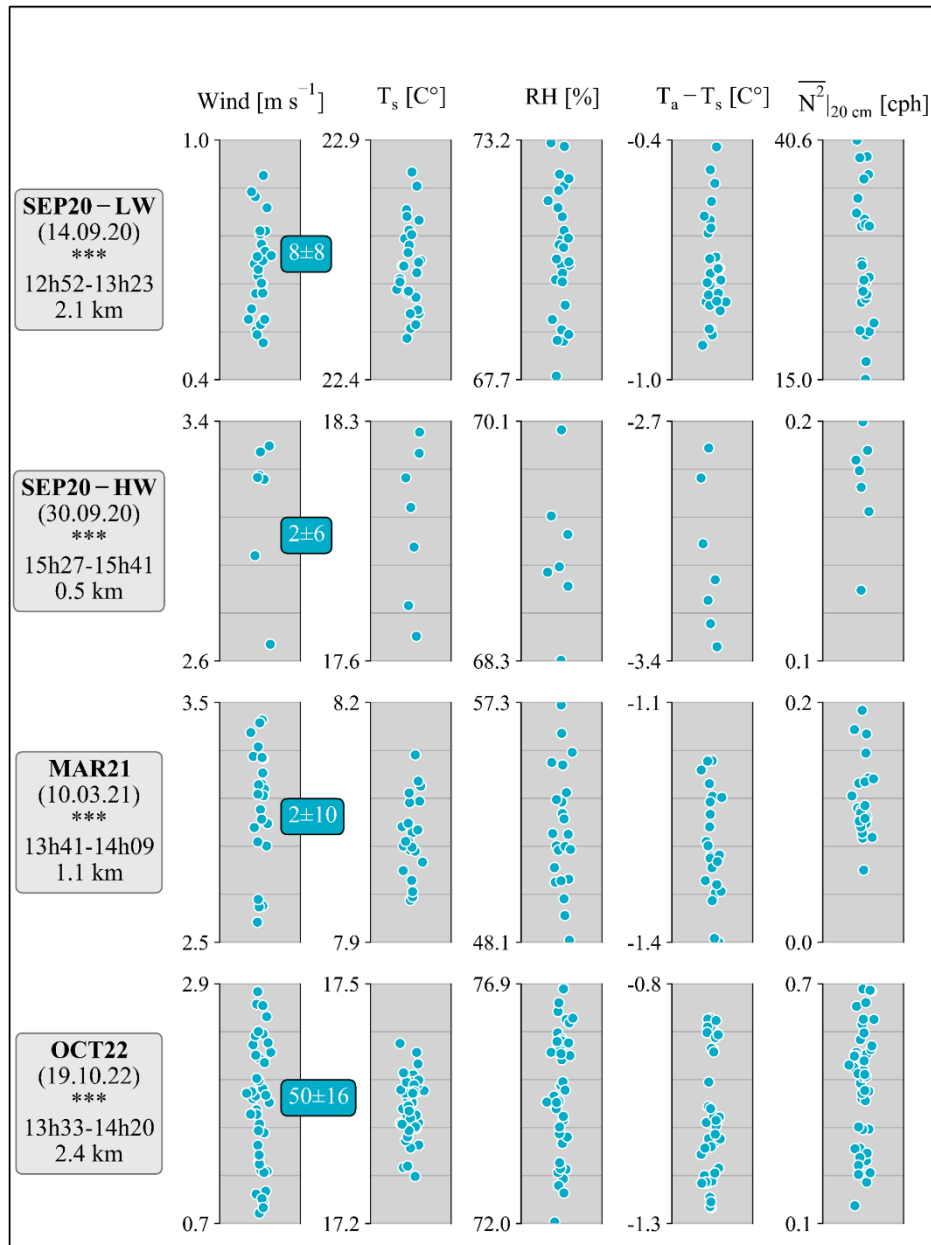 Wind [m s⁻¹] T_s [C°] RH [%] T_a − T_s [C°] N²|20 cm [cph]
1.0 22.9 73.2 -0.4 40.6
SEP20 − LW
(14.09.20)
***
12h52-13h23
2.1 km
8±8
0.4 22.4 67.7 -1.0 15.0
3.4 18.3 70.1 -2.7 0.2
SEP20 − HW
(30.09.20)
***
15h27-15h41
0.5 km
2±6
2.6 17.6 68.3 -3.4 0.1
3.5 8.2 57.3 -1.1 0.2
MAR21
(10.03.21)
***
13h41-14h09
1.1 km
2±10
2.5 7.9 48.1 -1.4 0.0
2.9 17.5 76.9 -0.8 0.7
OCT22
(19.10.22)
***
13h33-14h20
2.4 km
50±16
0.7 17.2 72.0 -1.3 0.1